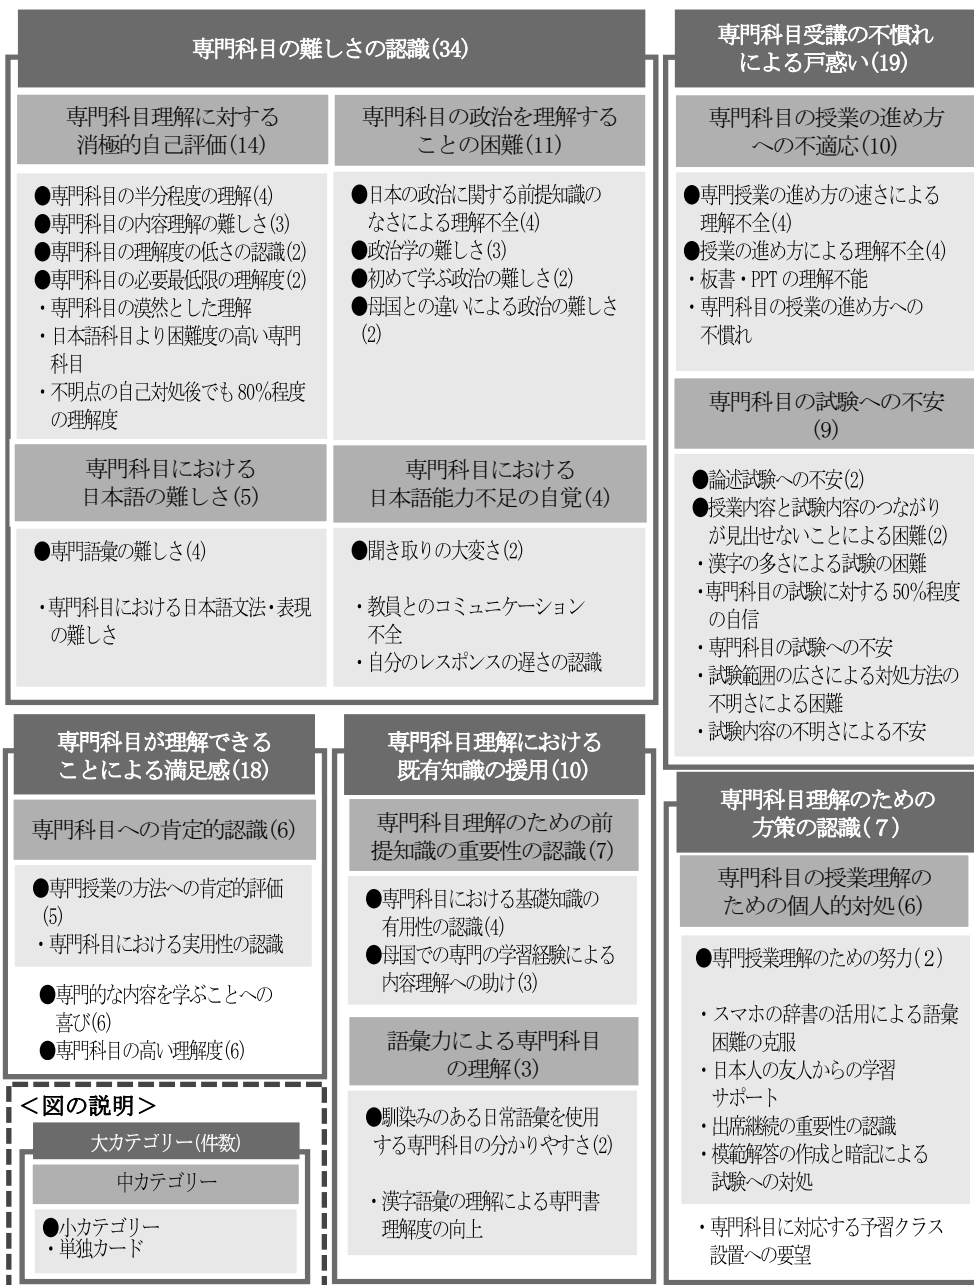 専門科目の難しさの認識(34)
専門科目理解に対する
消極的自己評価(14)
●専門科目の半分程度の理解(4)
●専門科目の内容理解の難しさ(3)
●専門科目の理解度の低さの認識(2)
●専門科目の必要最低限の理解度(2)
・専門科目の漠然とした理解
・日本語科目より困難度の高い専門
科目
・不明点の自己対処後でも80％程度
の理解度
専門科目の政治を理解する
ことの困難(11)
●日本の政治に関する前提知識の
なさによる理解不全(4)
●政治学の難しさ(3)
●初めて学ぶ政治の難しさ(2)
●母国との違いによる政治の難しさ
(2)
専門科目における
日本語の難しさ(5)
●専門語彙の難しさ(4)
・専門科目における日本語文法・表現
の難しさ
専門科目における
日本語能力不足の自覚(4)
●聞き取りの大変さ(2)
・教員とのコミュニケーション
不全
・自分のレスポンスの遅さの認識
専門科目受講の不慣れ
による戸惑い(19)
専門科目の授業の進め方
への不適応(10)
●専門授業の進め方の速さによる
理解不全(4)
●授業の進め方による理解不全(4)
・板書・PPTの理解不能
・専門科目の授業の進め方への
不慣れ
専門科目の試験への不安
(9)
●論述試験への不安(2)
●授業内容と試験内容のつながり
が見出せないことによる困難(2)
・漢字の多さによる試験の困難
・専門科目の試験に対する50％程度
の自信
・専門科目の試験への不安
・試験範囲の広さによる対処方法の
不明さによる困難
・試験内容の不明さによる不安
専門科目が理解できる
ことによる満足感(18)
専門科目への肯定的認識(6)
●専門授業の方法への肯定的評価
(5)
・専門科目における実用性の認識
●専門的な内容を学ぶことへの
喜び(6)
●専門科目の高い理解度(6)
専門科目理解における
既有知識の援用(10)
専門科目理解のための前
提知識の重要性の認識(7)
●専門科目における基礎知識の
有用性の認識(4)
●母国での専門の学習経験による
内容理解への助け(3)
語彙力による専門科目
の理解(3)
●馴染みのある日常語彙を使用
する専門科目の分かりやすさ(2)
・漢字語彙の理解による専門書
理解度の向上
専門科目理解のための
方策の認識(7)
専門科目の授業理解の
ための個人的対処(6)
●専門授業理解のための努力(2)
・スマホの辞書の活用による語彙
困難の克服
・日本人の友人からの学習
サポート
・出席継続の重要性の認識
・模範解答の作成と暗記による
試験への対処
・専門科目に対応する予習クラス
設置への要望
＜図の説明＞
大カテゴリー(件数)
中カテゴリー
●小カテゴリー
・単独カード